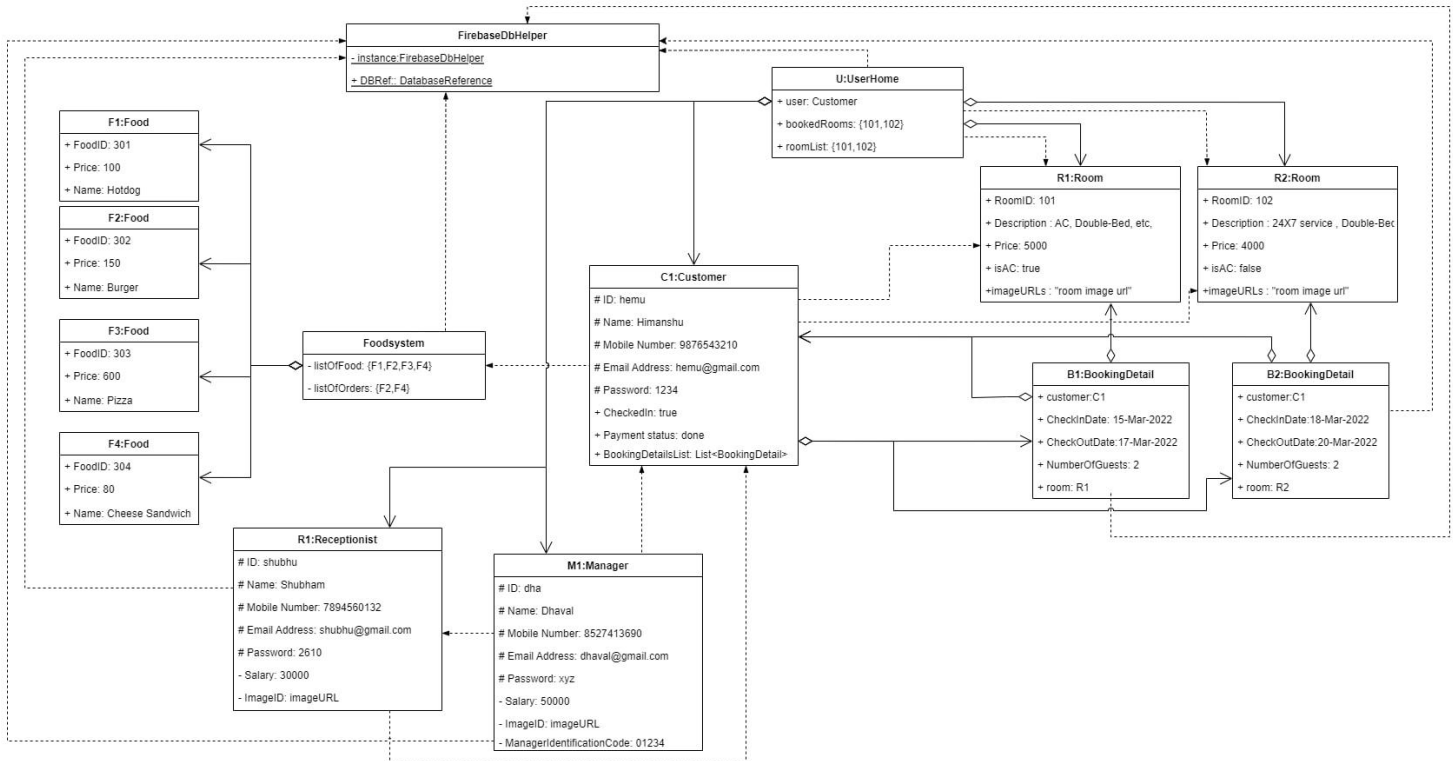 FirebaseDbHelper
- instance:FirebaseDbHelper
+ DBRef:: DatabaseReference
U:UserHome
+ user: Customer
+ bookedRooms: {101,102}
+ roomList: {101,102}
F1:Food
+ FoodID: 301
+ Price: 100
+ Name: Hotdog
F2:Food
+ FoodID: 302
+ Price: 150
+ Name: Burger
F3:Food
+ FoodID: 303
+ Price: 600
+ Name: Pizza
F4:Food
+ FoodID: 304
+ Price: 80
+ Name: Cheese Sandwich
Foodsystem
- listOfFood: {F1,F2,F3,F4}
- listOfOrders: {F2,F4}
C1:Customer
# ID: hemu
# Name: Himanshu
# Mobile Number: 9876543210
# Email Address: hemu@gmail.com
# Password: 1234
+ CheckedIn: true
+ Payment status: done
+ BookingDetailsList: List<BookingDetail>
R1:Room
+ RoomID: 101
+ Description : AC, Double-Bed, etc,
+ Price: 5000
+ isAC: true
+imageURLs : "room image url"
R2:Room
+ RoomID: 102
+ Description : 24X7 service , Double-Bed
+ Price: 4000
+ isAC: false
+imageURLs : "room image url"
B1:BookingDetail
+ customer:C1
+ CheckInDate: 15-Mar-2022
+ CheckOutDate:17-Mar-2022
+ NumberOfGuests: 2
+ room: R1
B2:BookingDetail
+ customer:C1
+ CheckInDate:18-Mar-2022
+ CheckOutDate:20-Mar-2022
+ NumberOfGuests: 2
+ room: R2
R1:Receptionist
# ID: shubhu
# Name: Shubham
# Mobile Number: 7894560132
# Email Address: shubhu@gmail.com
# Password: 2610
- Salary: 30000
- ImageID: imageURL
M1:Manager
# ID: dha
# Name: Dhaval
# Mobile Number: 8527413690
# Email Address: dhaval@gmail.com
# Password: xyz
- Salary: 50000
- ImageID: imageURL
- ManagerIdentificationCode: 01234